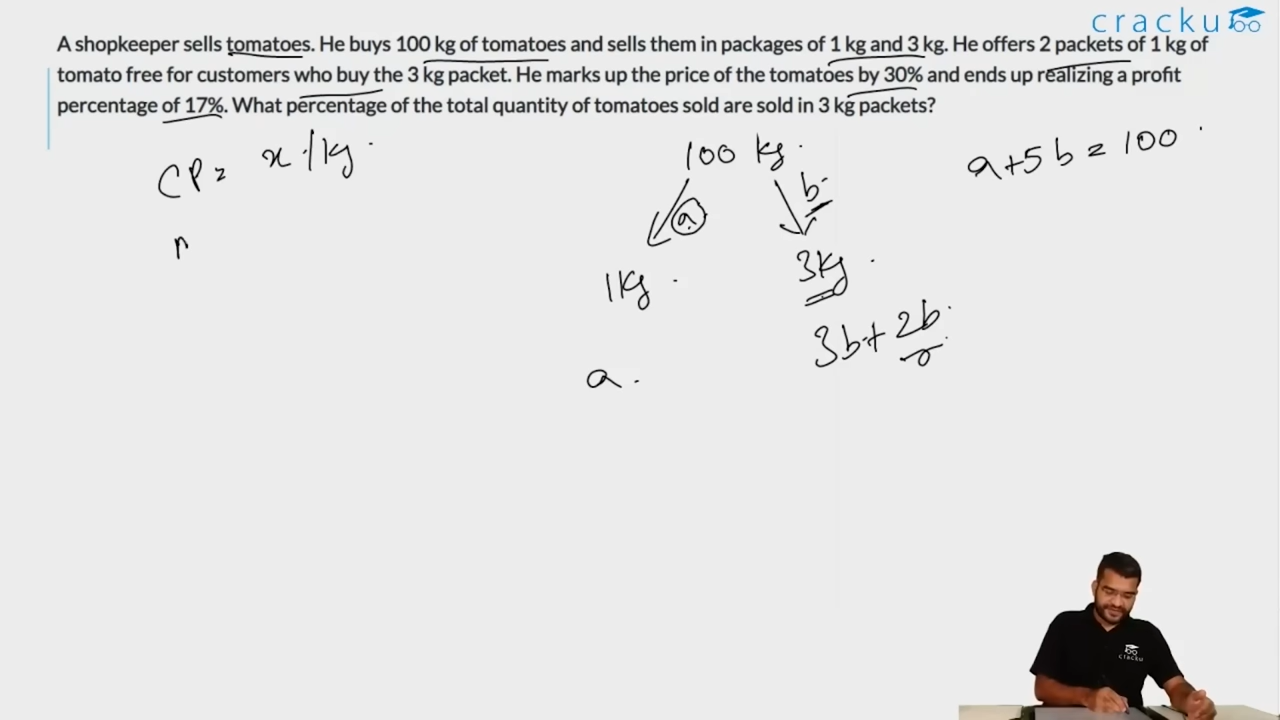 cracku
A shopkeeper sells tomatoes. He buys 100 kg of tomatoes and sells them in packages of 1 kg and 3 kg. He offers 2 packets of 1 kg of
tomato free for customers who buy the 3 kg packet. He marks up the price of the tomatoes by 30% and ends up realizing a profit
percentage of 17%. What percentage of the total quantity of tomatoes sold are sold in 3 kg packets?
CP = x /kg.
100 kg.
a + 5b = 100
a
b
1kg.
3kg.
3b + 2b
a.
cracku